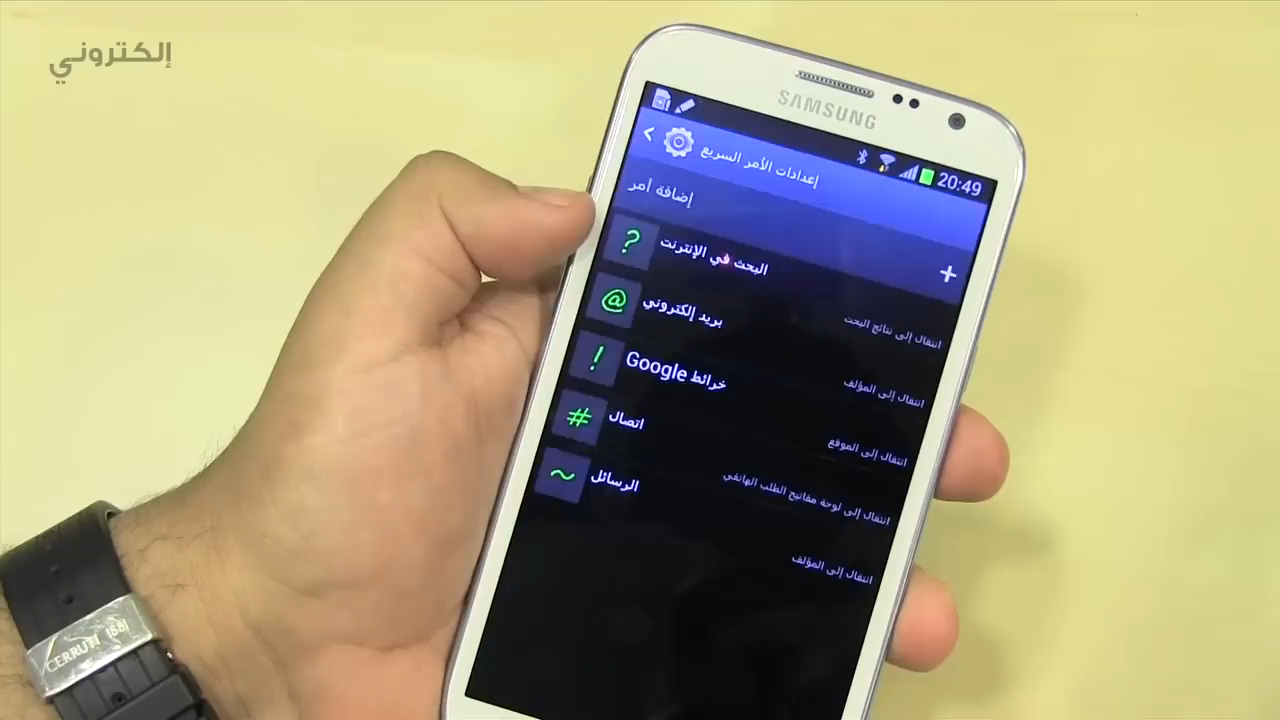 إلكتروني
SAMSUNG
20:49
إعدادات الأمر السريع
إضافة أمر
+
?
البحث في الإنترنت
انتقال إلى نتائج البحث
@
بريد إلكتروني
انتقال إلى المؤلف
!
خرائط Google
انتقال إلى الموقع
#
اتصال
انتقال إلى لوحة مفاتيح الطلب الهاتفي
~
الرسائل
انتقال إلى المؤلف
CERRUTI 1881